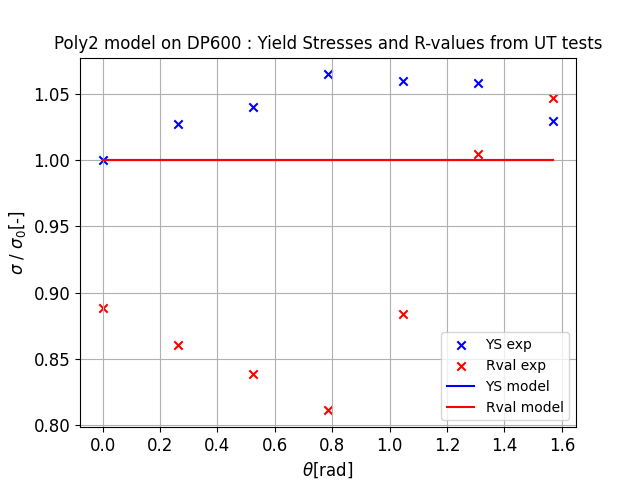 Poly2 model on DP600 : Yield Stresses and R-values from UT tests
σ / σ₀[-]
1.05
1.00
0.95
0.90
0.85
0.80
YS exp
Rval exp
YS model
Rval model
0.0 0.2 0.4 0.6 0.8 1.0 1.2 1.4 1.6
θ[rad]